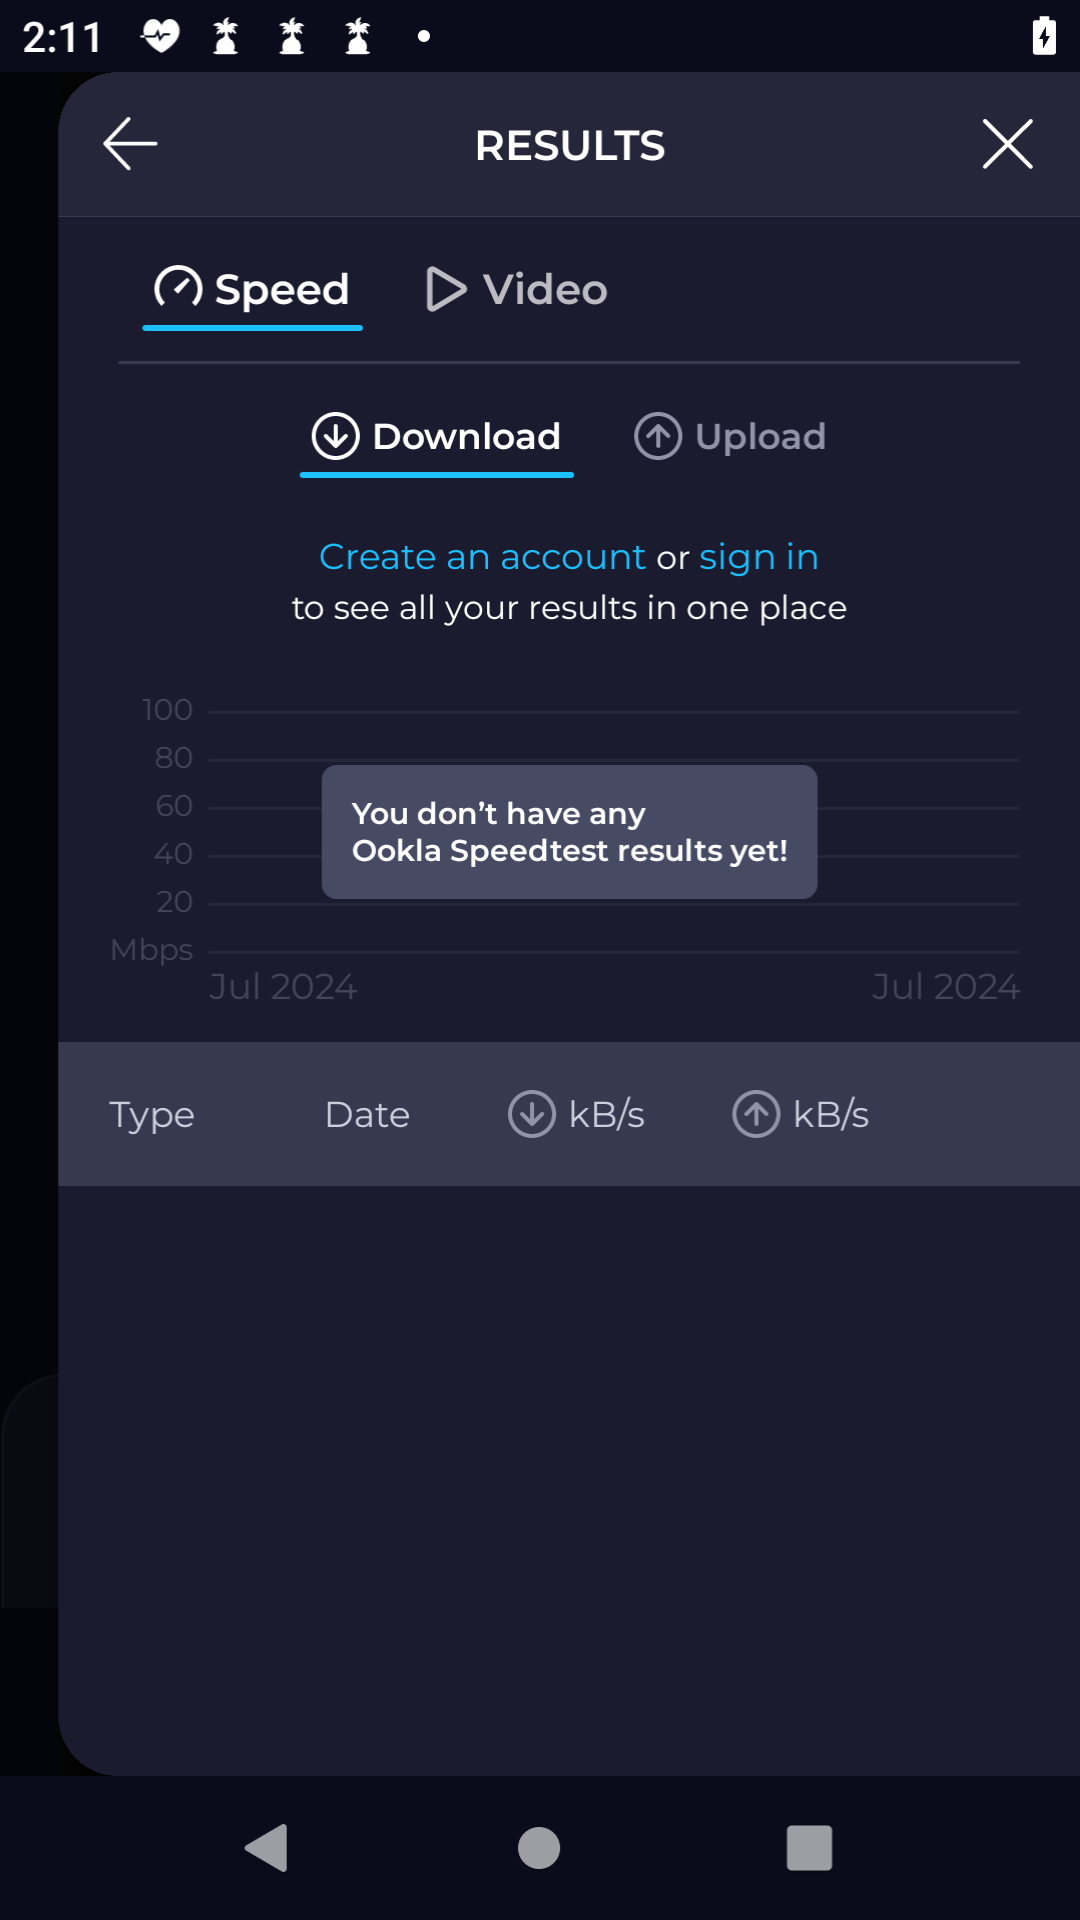 2:11
RESULTS
Speed
Video
Download
Upload
Create an account or sign in
to see all your results in one place
100
80
60
40
20
Mbps
You don’t have any
Ookla Speedtest results yet!
Jul 2024
Jul 2024
Type
Date
kB/s
kB/s